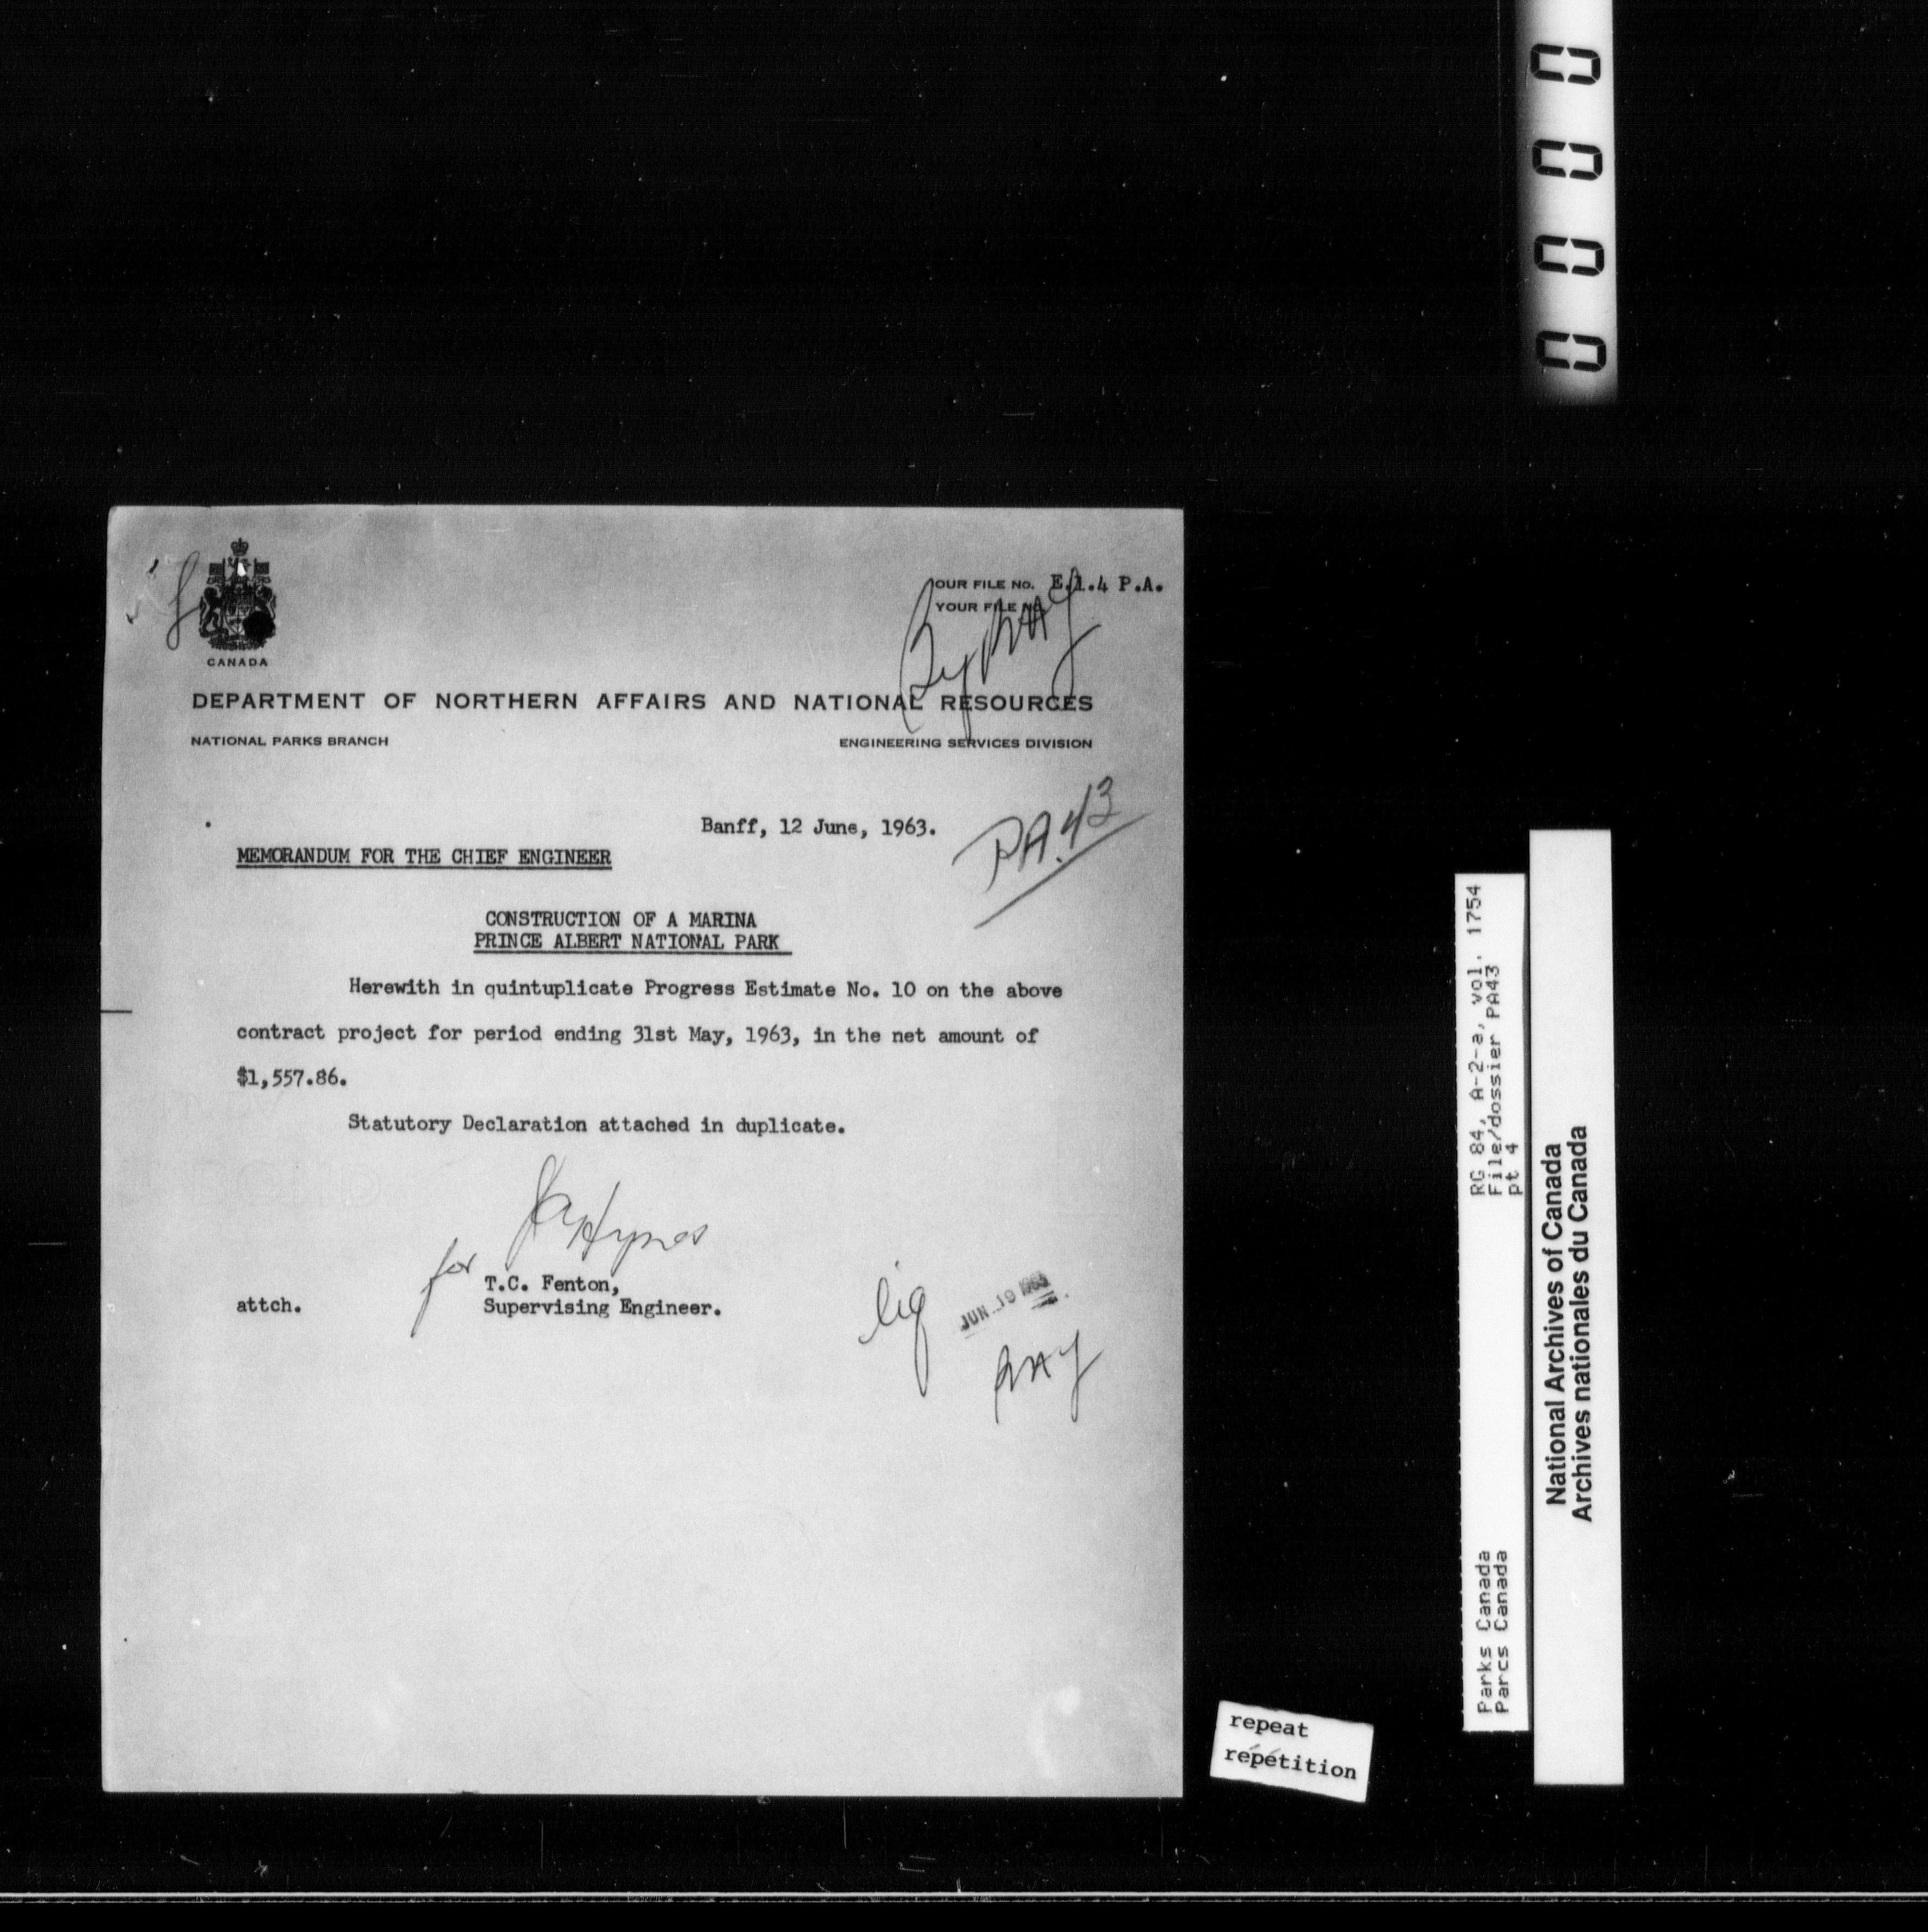 0000
OUR FILE No. E.1.4 P.A.
YOUR FILE No.
CANADA
DEPARTMENT OF NORTHERN AFFAIRS AND NATIONAL RESOURCES
NATIONAL PARKS BRANCH ENGINEERING SERVICES DIVISION
PA.43
Banff, 12 June, 1963.
MEMORANDUM FOR THE CHIEF ENGINEER
CONSTRUCTION OF A MARINA
PRINCE ALBERT NATIONAL PARK
Herewith in quintuplicate Progress Estimate No. 10 on the above
contract project for period ending 31st May, 1963, in the net amount of
$1,557.86.
Statutory Declaration attached in duplicate.
for
T.C. Fenton,
attch. Supervising Engineer.
JUN 19 1963
Parks Canada RG 84, A-2-a, vol. 1754
Parcs Canada File/dossier PA43
pt 4
National Archives of Canada
Archives nationales du Canada
repeat
répétition